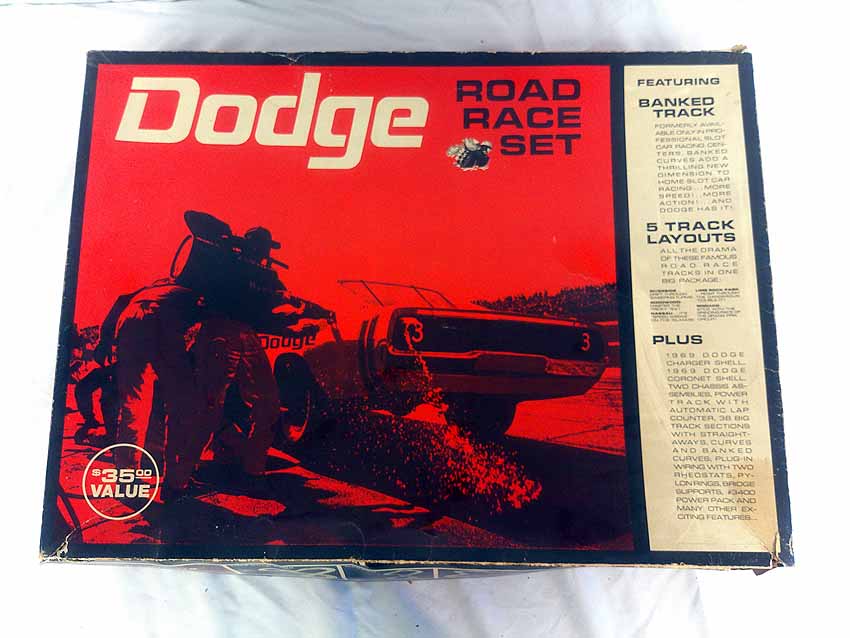 Dodge
ROAD
RACE
SET
Dodge
3
3
$35.00
VALUE
FEATURING
BANKED
TRACK
FORMERLY AVAIL-
ABLE ONLY IN PRO-
FESSIONAL SLOT
CAR RACING CEN-
TERS, BANKED
CURVES ADD A
THRILLING NEW
DIMENSION TO
HOME SLOT CAR
RACING...MORE
SPEED!...MORE
ACTION!...AND
DODGE HAS IT!
5 TRACK
LAYOUTS
ALL THE DRAMA
OF THESE FAMOUS
ROAD RACE
TRACKS IN ONE
BIG PACKAGE:
RIVERSIDE
LIME ROCK PARK
NASSAU
PLUS
1969 DODGE
CHARGER SHELL,
1969 DODGE
CORONET SHELL,
TWO CHASSIS AS-
SEMBLIES, POWER
TRACK WITH
AUTOMATIC LAP
COUNTER, 38 BIG
TRACK SECTIONS
WITH STRAIGHT-
AWAYS, CURVES
AND BANKED
CURVES, PLUG-IN
WIRING WITH TWO
RHEOSTATS, PY-
LON RINGS, BRIDGE
SUPPORTS, #3400
POWER PACK AND
MANY OTHER EX-
CITING FEATURES...